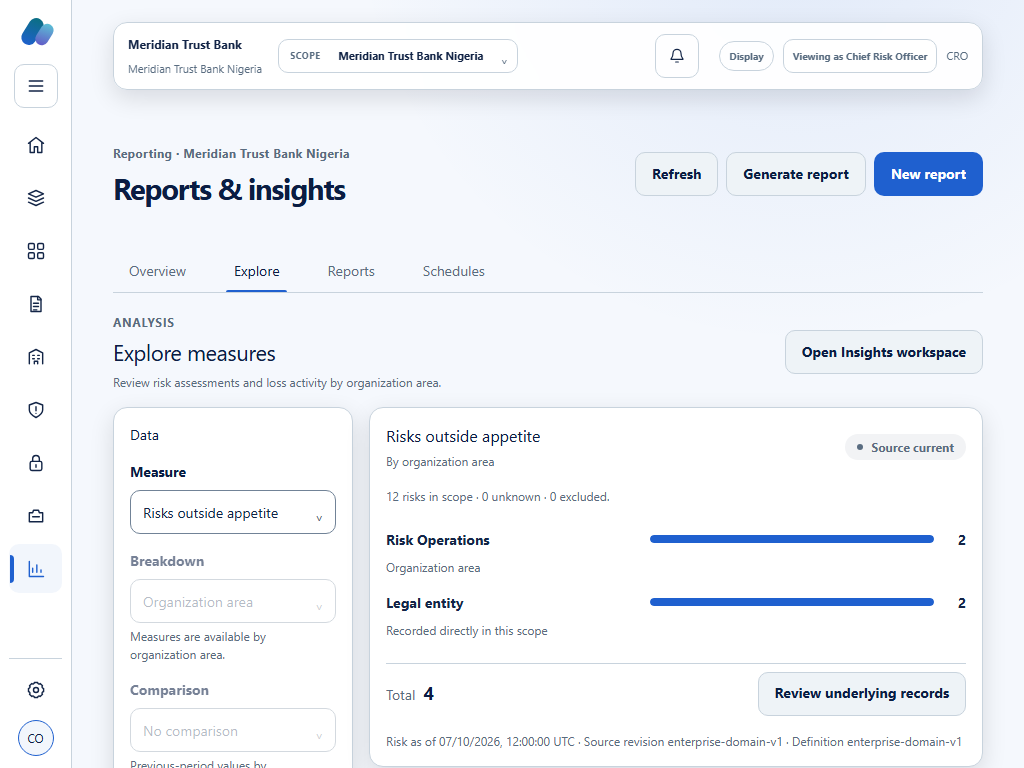 Meridian Trust Bank
Meridian Trust Bank Nigeria
SCOPE Meridian Trust Bank Nigeria
Display
Viewing as Chief Risk Officer
CRO
Reporting · Meridian Trust Bank Nigeria
Reports & insights
Refresh
Generate report
New report
Overview
Explore
Reports
Schedules
ANALYSIS
Explore measures
Review risk assessments and loss activity by organization area.
Open Insights workspace
Data
Measure
Risks outside appetite
Breakdown
Organization area
Measures are available by
organization area.
Comparison
No comparison
Previous-period values by
Risks outside appetite
By organization area
Source current
12 risks in scope · 0 unknown · 0 excluded.
Risk Operations 2
Organization area
Legal entity 2
Recorded directly in this scope
Total 4
Review underlying records
Risk as of 07/10/2026, 12:00:00 UTC · Source revision enterprise-domain-v1 · Definition enterprise-domain-v1
CO